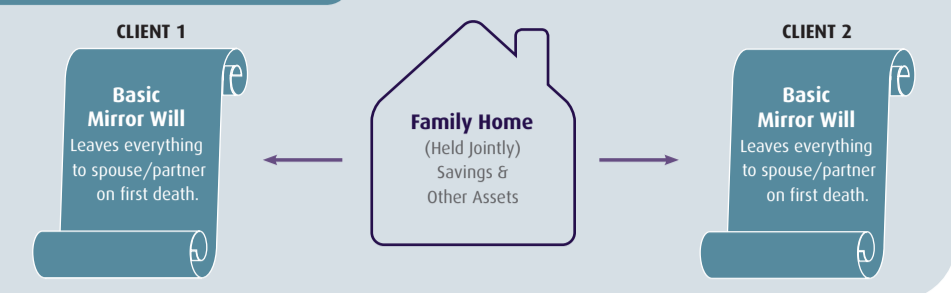 CLIENT 1
Basic
Mirror Will
Leaves everything
to spouse/partner
on first death.
Family Home
(Held Jointly)
Savings &
Other Assets
CLIENT 2
Basic
Mirror Will
Leaves everything
to spouse/partner
on first death.